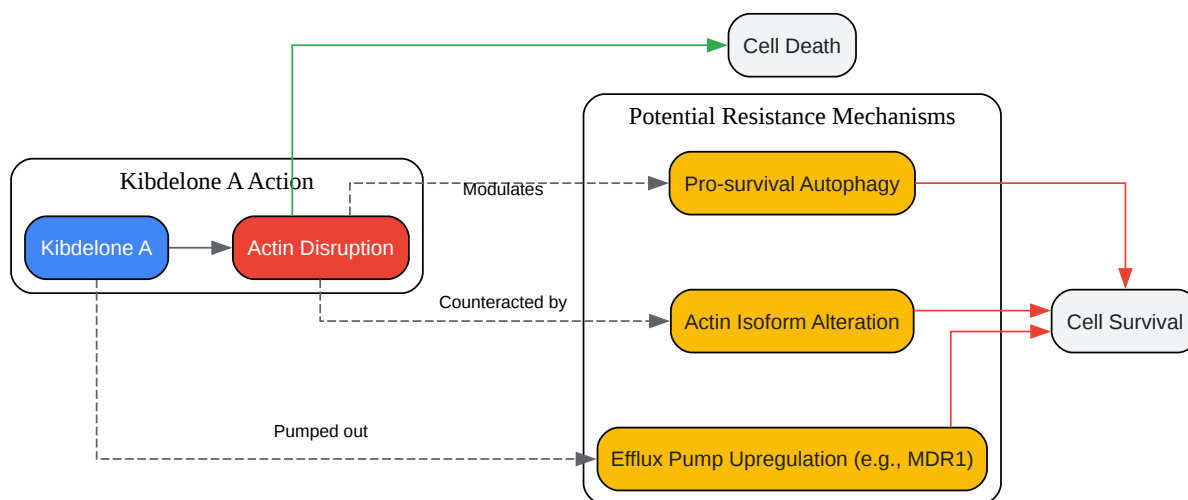 Cell Death
Potential Resistance Mechanisms
Kibdelone A Action
Modulates
Pro-survival Autophagy
Kibdelone A
Actin Disruption
Counteracted by
Actin Isoform Alteration
Cell Survival
Pumped out
Efflux Pump Upregulation (e.g., MDR1)